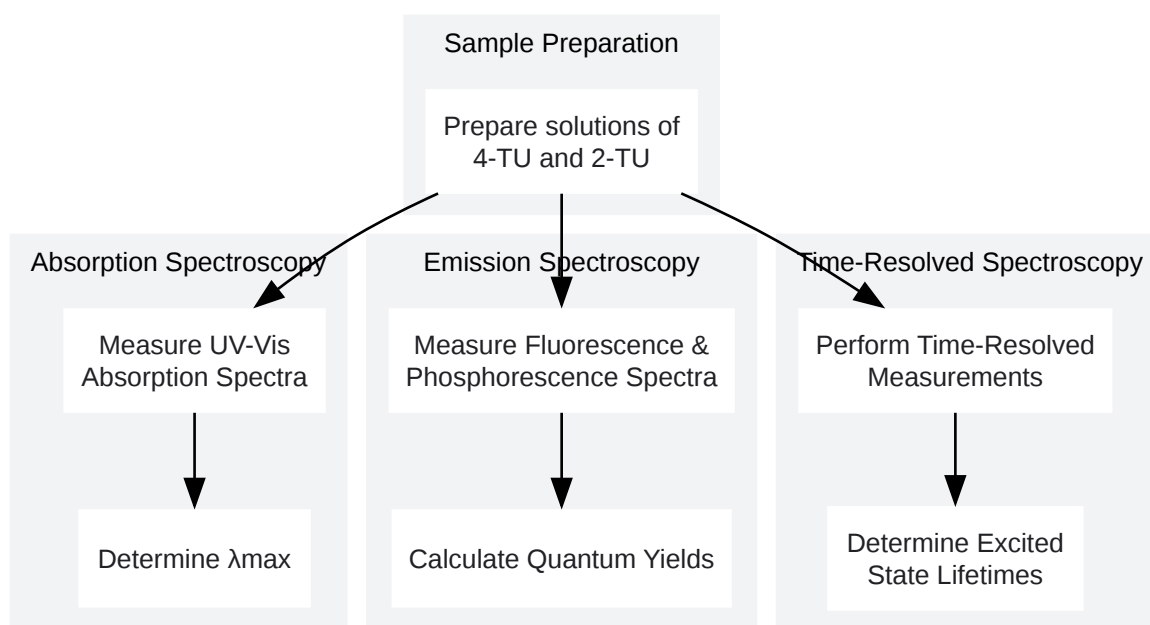 Sample Preparation
Prepare solutions of
4-TU and 2-TU
Absorption Spectroscopy
Measure UV-Vis
Absorption Spectra
Determine λmax
Emission Spectroscopy
Measure Fluorescence &
Phosphorescence Spectra
Calculate Quantum Yields
Time-Resolved Spectroscopy
Perform Time-Resolved
Measurements
Determine Excited
State Lifetimes